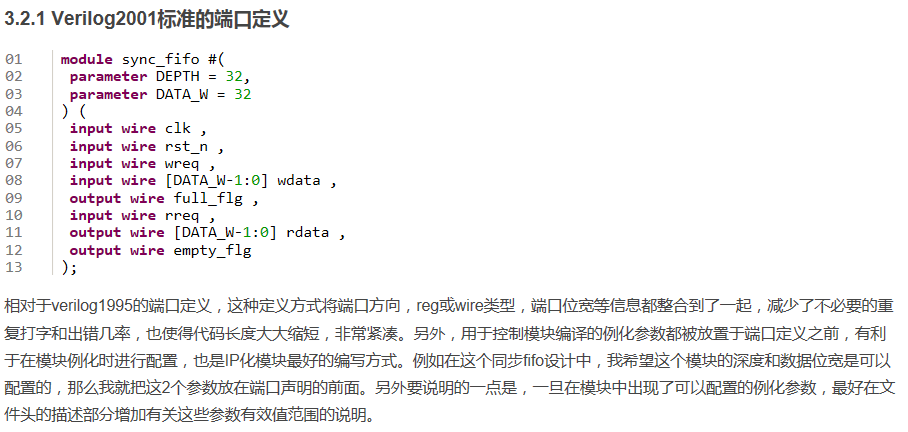 3.2.1 Verilog2001标准的端口定义
01 module sync_fifo #(
02 parameter DEPTH = 32,
03 parameter DATA_W = 32
04 ) (
05 input wire clk ,
06 input wire rst_n ,
07 input wire wreq ,
08 input wire [DATA_W-1:0] wdata ,
09 output wire full_flg ,
10 input wire rreq ,
11 output wire [DATA_W-1:0] rdata ,
12 output wire empty_flg
13 );
相对于verilog1995的端口定义，这种定义方式将端口方向，reg或wire类型，端口位宽等信息都整合到了一起，减少了不必要的重
复打字和出错几率，也使得代码长度大大缩短，非常紧凑。另外，用于控制模块编译的例化参数都被放置于端口定义之前，有利
于在模块例化时进行配置，也是IP化模块最好的编写方式。例如在这个同步fifo设计中，我希望这个模块的深度和数据位宽是可以
配置的，那么我就把这2个参数放在端口声明的前面。另外要说明的一点是，一旦在模块中出现了可以配置的例化参数，最好在文
件头的描述部分增加有关这些参数有效值范围的说明。